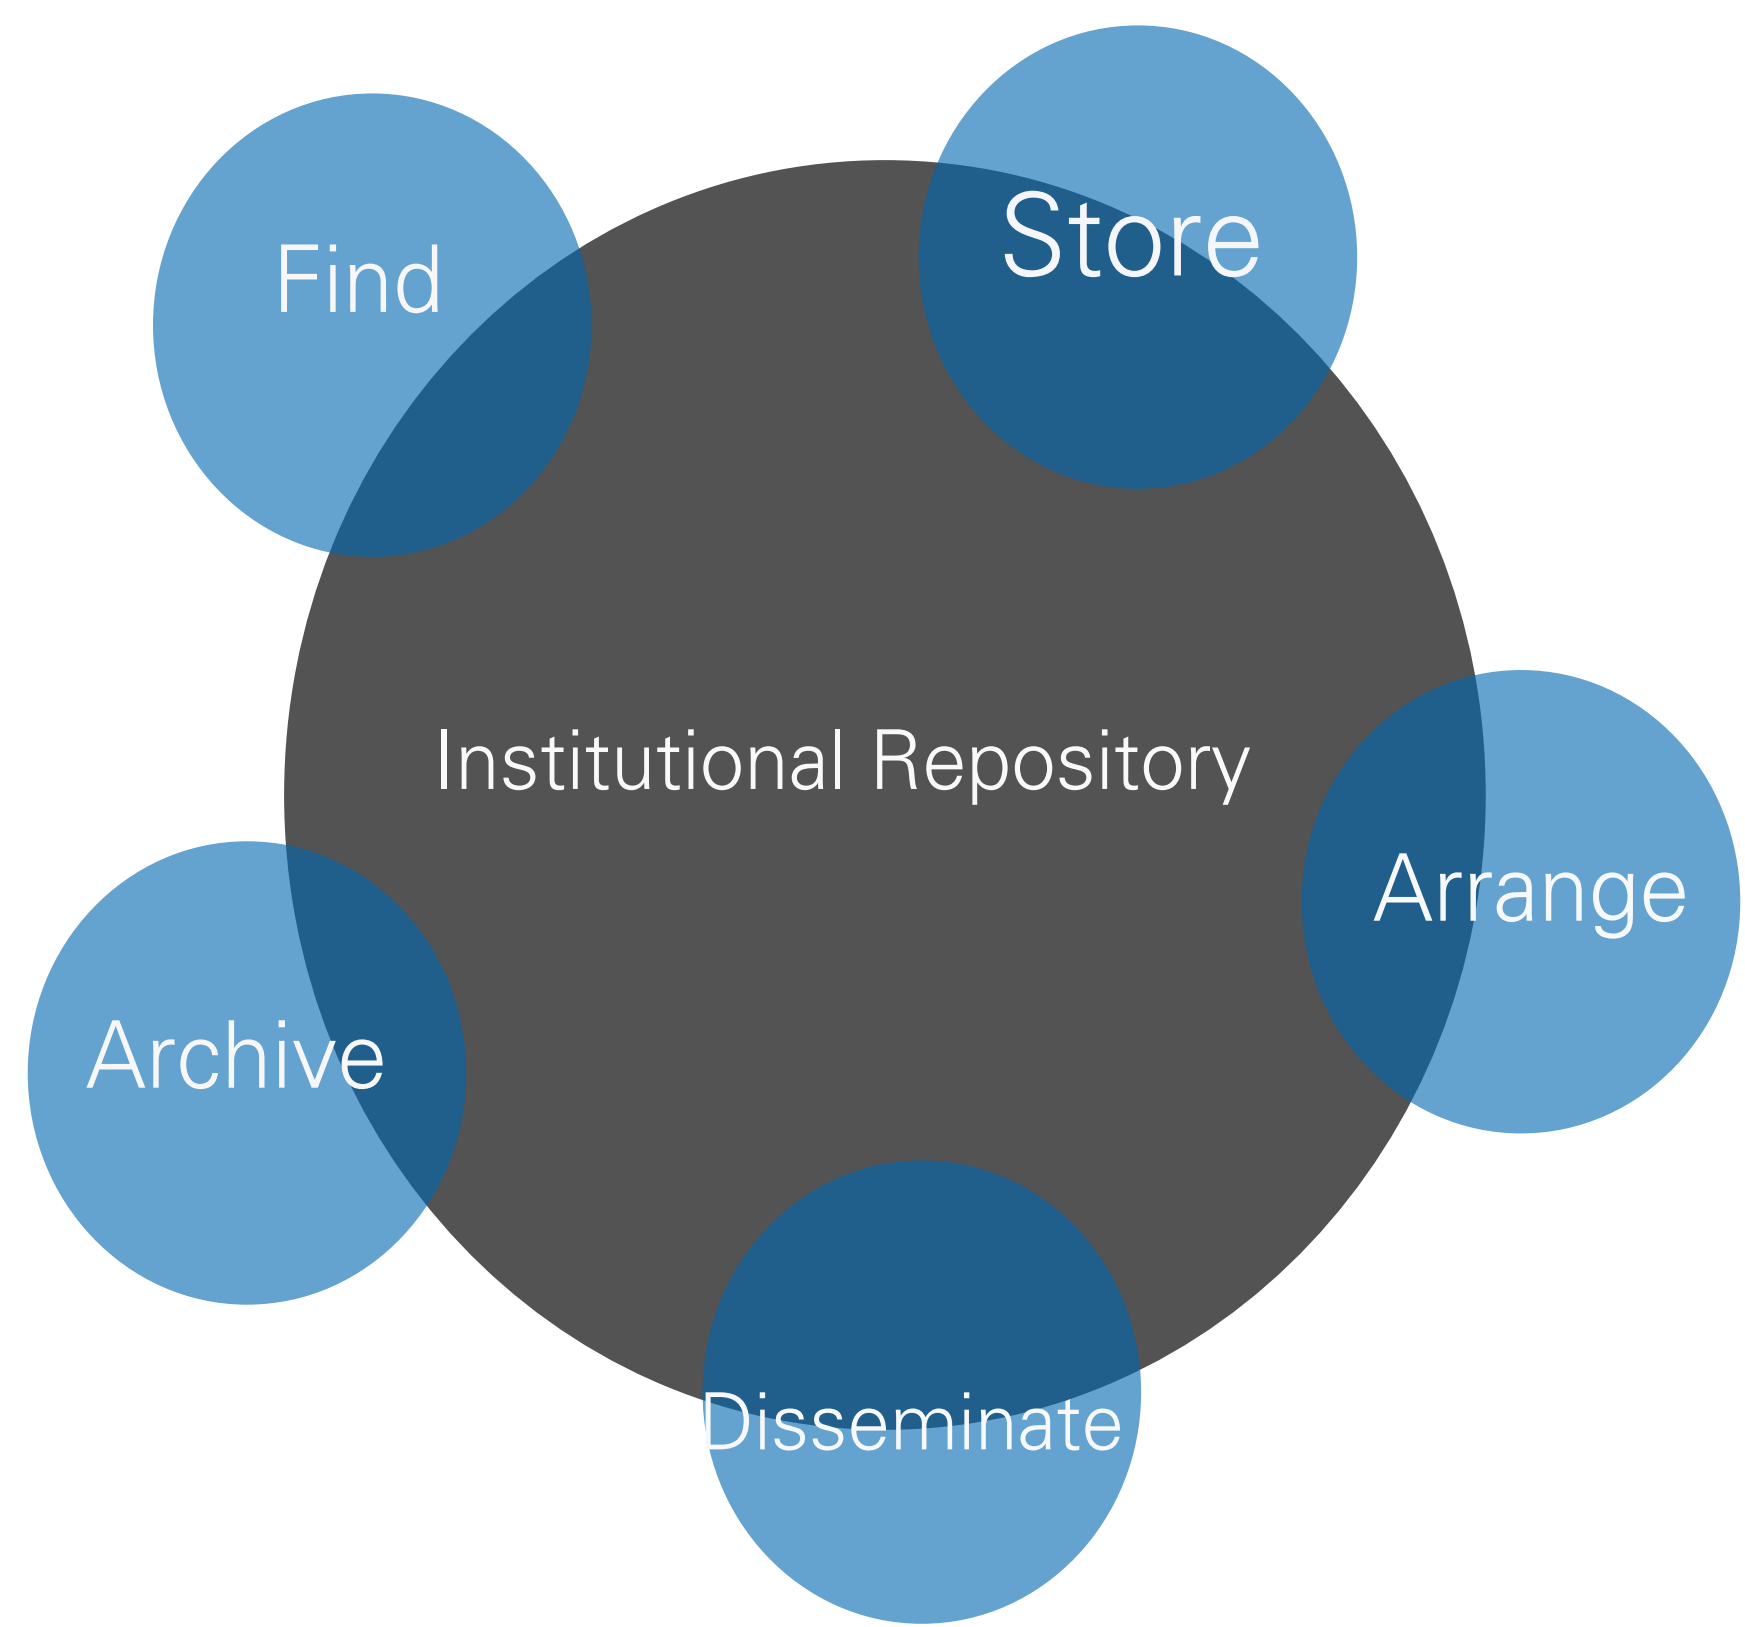 Store
Find
Institutional Repository
Arrange
Archive
Disseminate